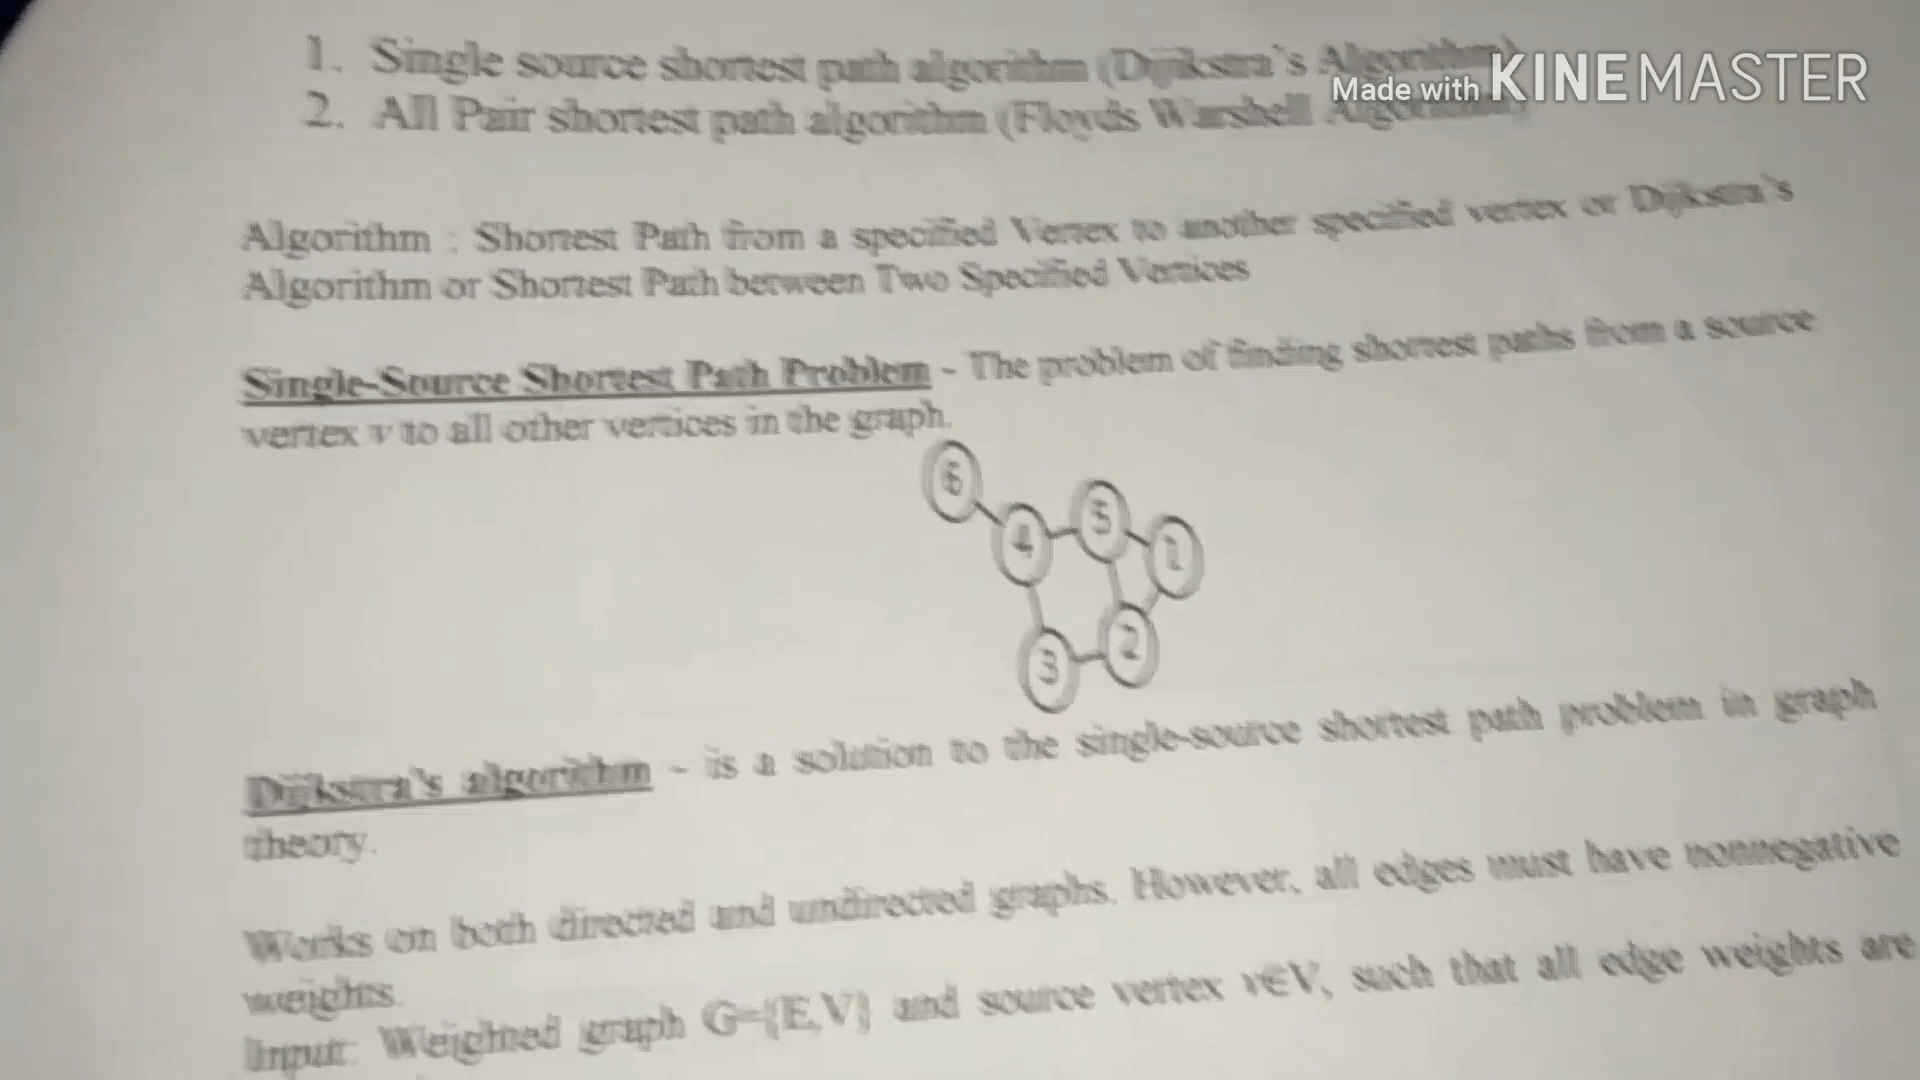 1. Single source shortest path algorithm (Dijkstra's Algorithm)
Made with KINEMASTER
2. All Pair shortest path algorithm (Floyds Warshell Algorithm)
Algorithm : Shortest Path from a specified Vertex to another specified vertex or Dijkstra's
Algorithm or Shortest Path between Two Specified Vertices
Single-Source Shortest Path Problem - The problem of finding shortest paths from a source
vertex v to all other vertices in the graph.
6
5
4
1
2
3
Dijkstra's algorithm - is a solution to the single-source shortest path problem in graph
theory.
Works on both directed and undirected graphs. However, all edges must have nonnegative
weights.
Input: Weighted graph G={E,V} and source vertex v∈V, such that all edge weights are